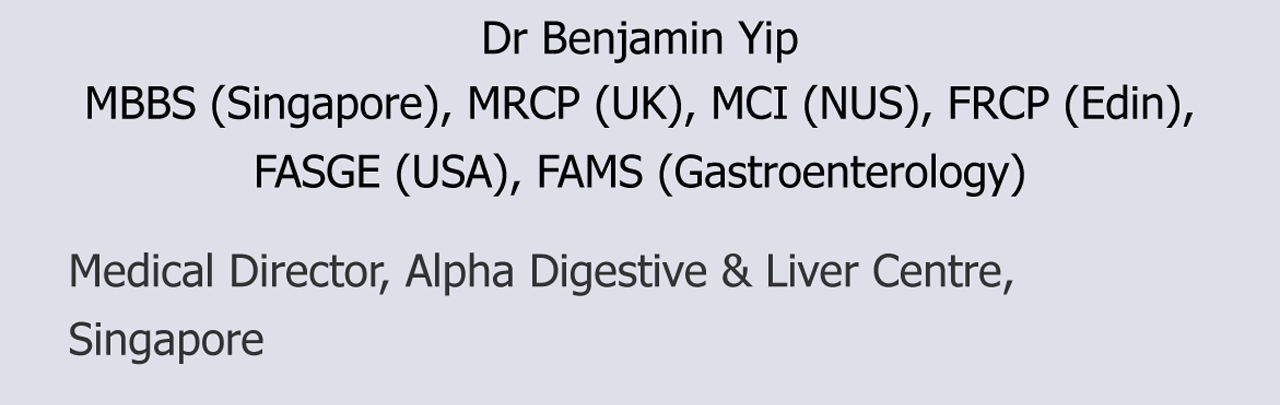 Dr Benjamin Yip
MBBS (Singapore), MRCP (UK), MCI (NUS), FRCP (Edin),
FASGE (USA), FAMS (Gastroenterology)
Medical Director, Alpha Digestive & Liver Centre,
Singapore